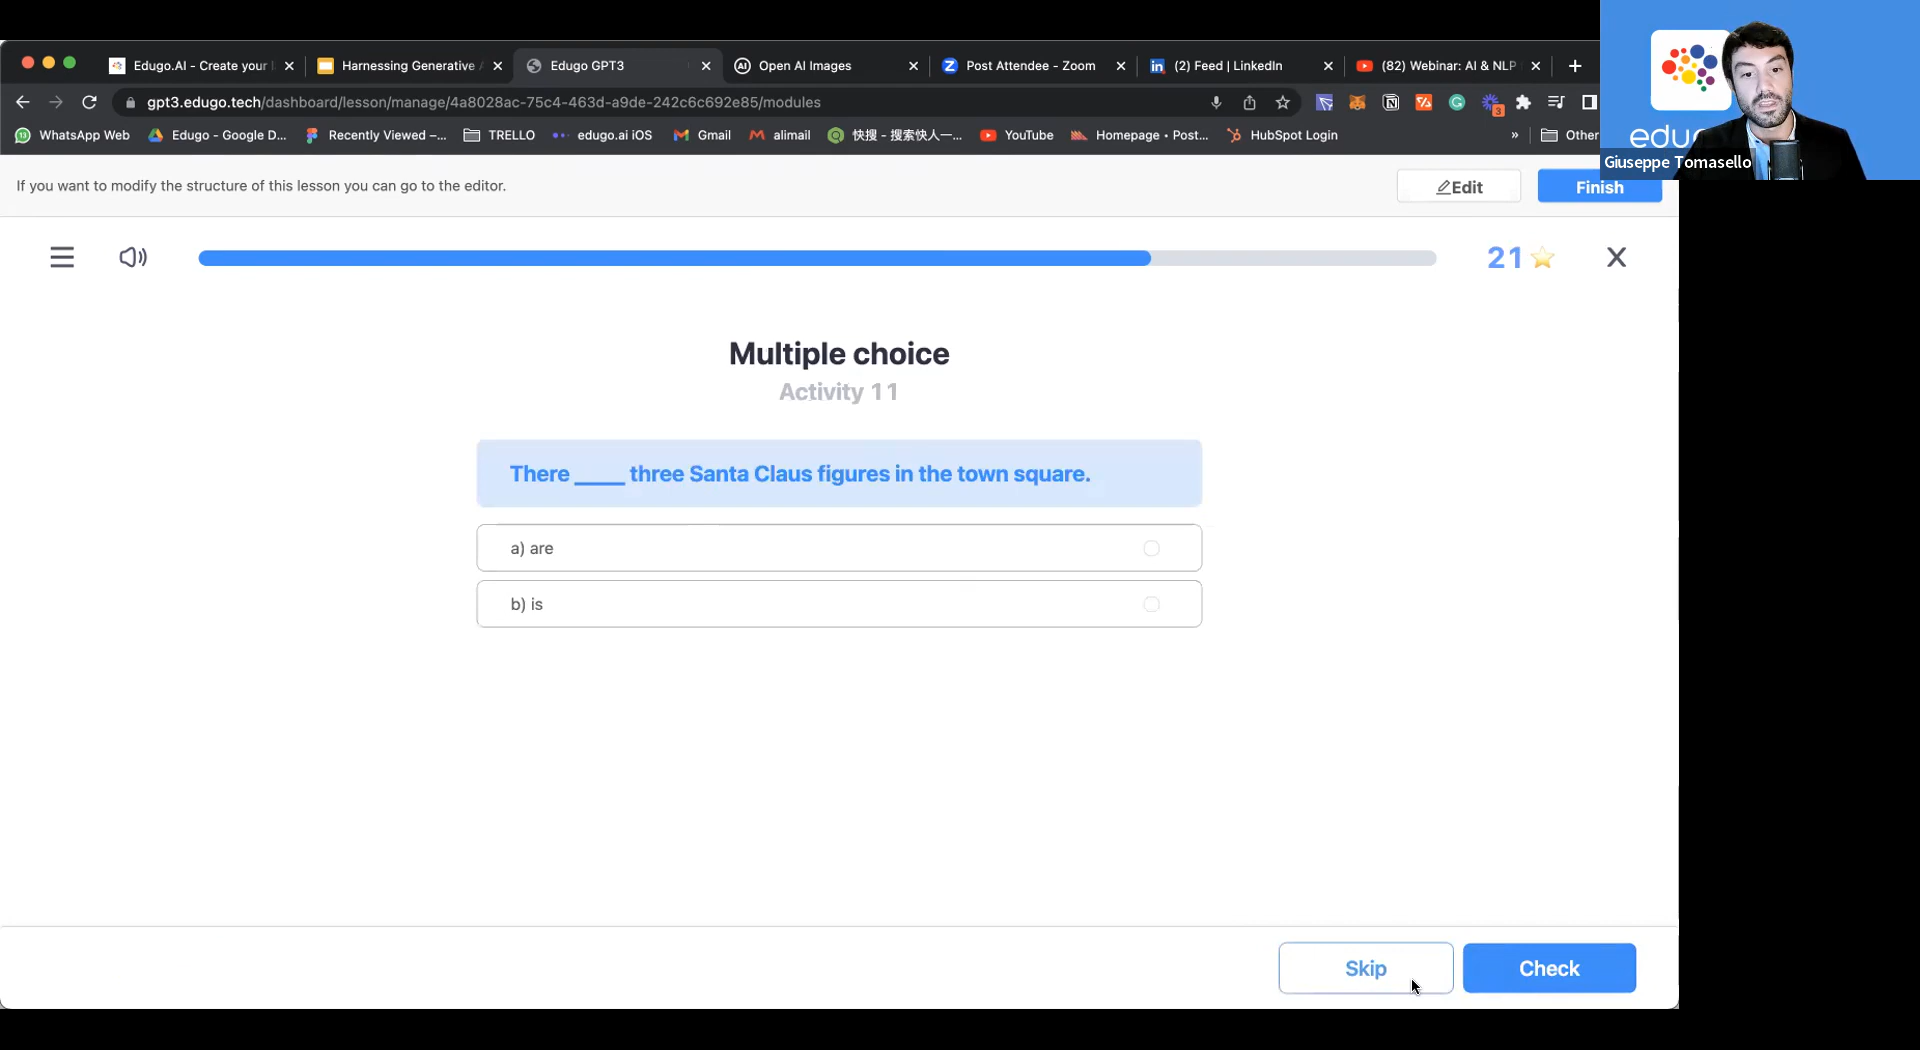 Edugo.AI - Create your
Harnessing Generative
Edugo GPT3
Open AI Images
Post Attendee - Zoom
(2) Feed | LinkedIn
(82) Webinar: AI & NLP
gpt3.edugo.tech/dashboard/lesson/manage/4a8028ac-75c4-463d-a9de-242c6c692e85/modules
WhatsApp Web
Edugo - Google D...
Recently Viewed –...
TRELLO
edugo.ai iOS
Gmail
alimail
快搜 - 搜索快人一...
YouTube
Homepage • Post...
HubSpot Login
»
Other
Giuseppe Tomasello
If you want to modify the structure of this lesson you can go to the editor.
Edit
Finish
21
X
Multiple choice
Activity 11
There _____ three Santa Claus figures in the town square.
a) are
b) is
Skip
Check